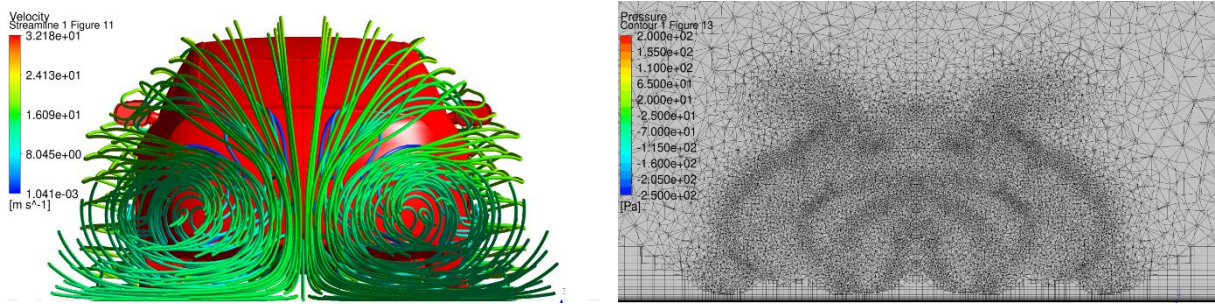 Velocity
Streamline 1 Figure 11
3.218e+01
2.413e+01
1.609e+01
8.045e+00
1.041e-03
[m s^-1]
Z
Pressure
Contour 1 Figure 13
2.000e+02
1.550e+02
1.100e+02
6.500e+01
2.000e+01
-2.500e+01
-7.000e+01
-1.150e+02
-1.600e+02
-2.050e+02
-2.500e+02
[Pa]
Z